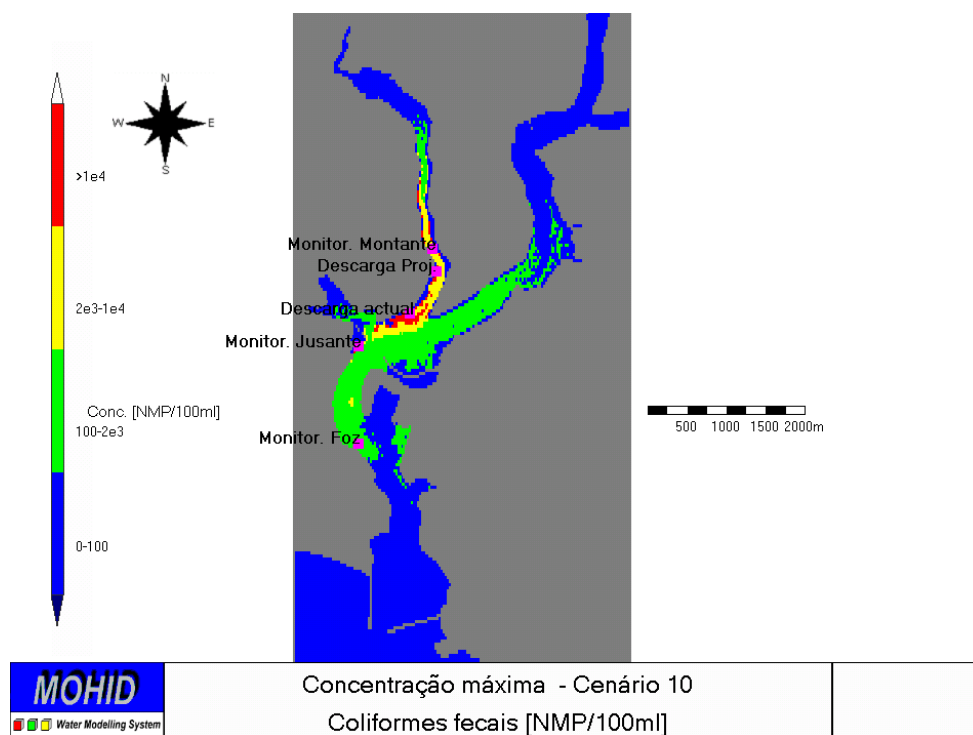 N
W E
S
>1e4
2e3-1e4
Conc. [NMP/100ml]
100-2e3
0-100
Monitor. Montante
Descarga Proj
Descarga actual
Monitor. Jusante
Monitor. Foz
500 1000 1500 2000m
MOHID
Water Modelling System
Concentração máxima - Cenário 10
Coliformes fecais [NMP/100ml]